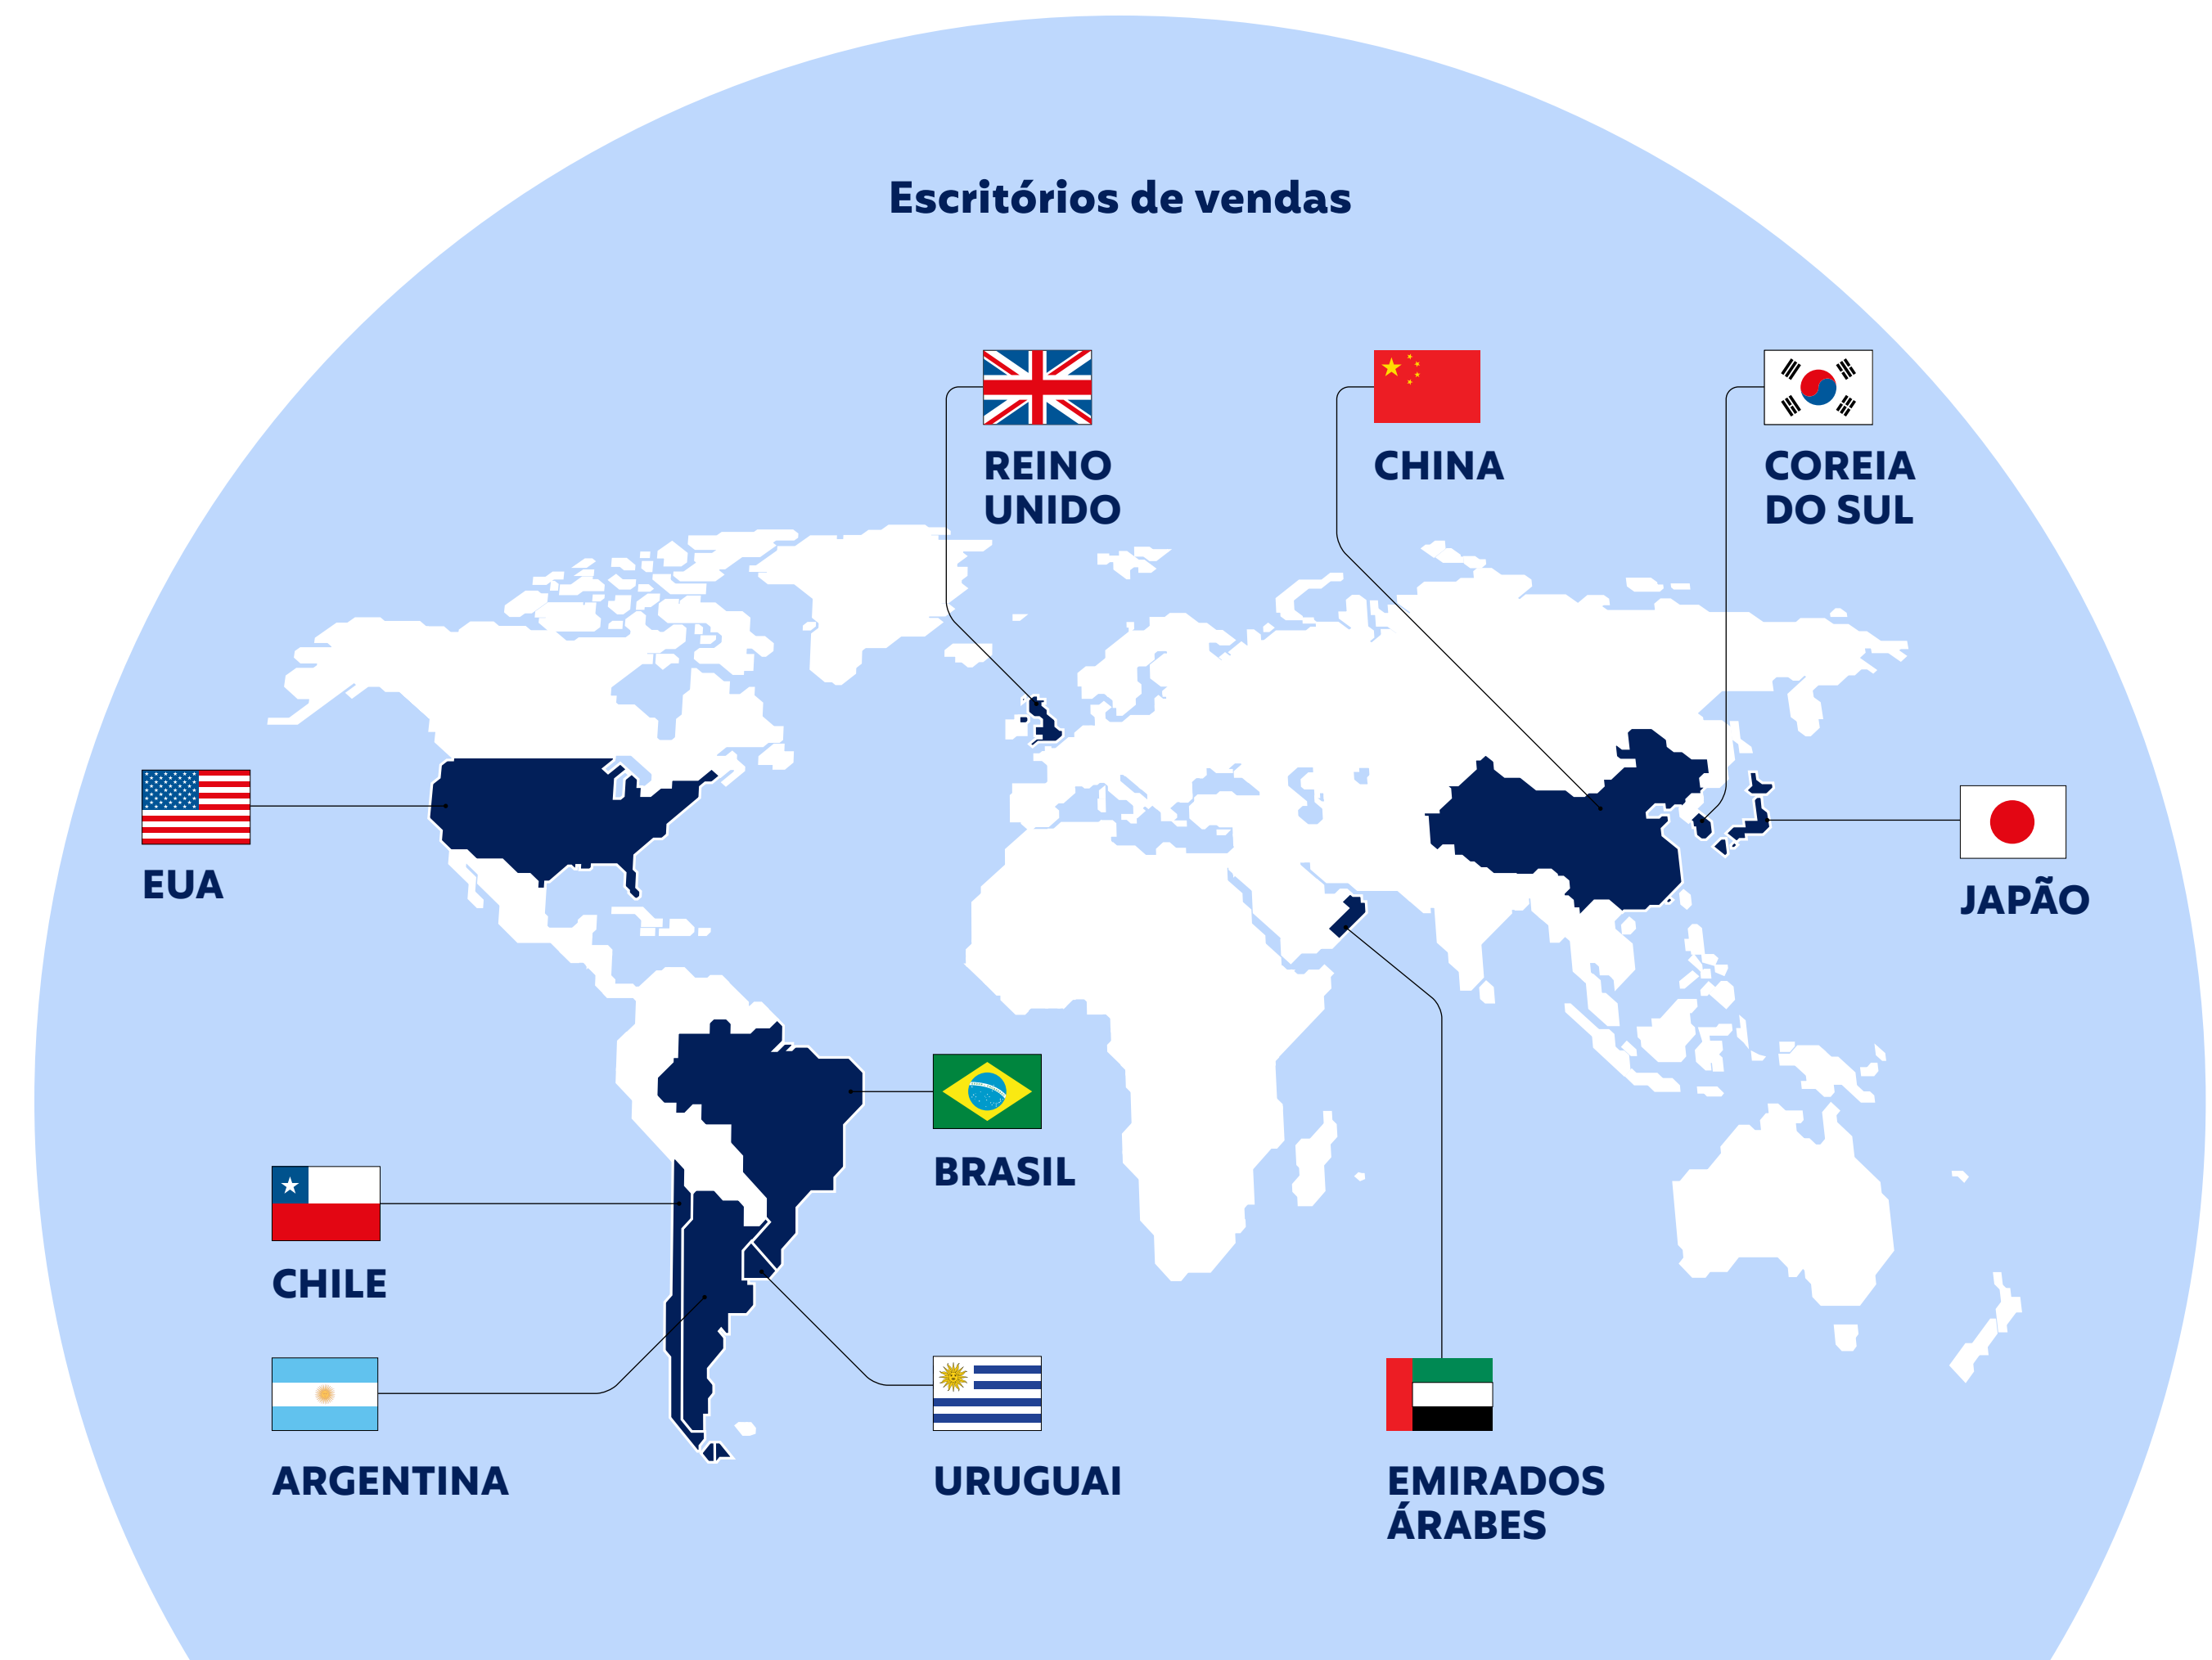 Escritórios de vendas
REINO
UNIDO
CHINA
COREIA
DO SUL
EUA
JAPÃO
BRASIL
CHILE
ARGENTINA
URUGUAI
EMIRADOS
ÁRABES